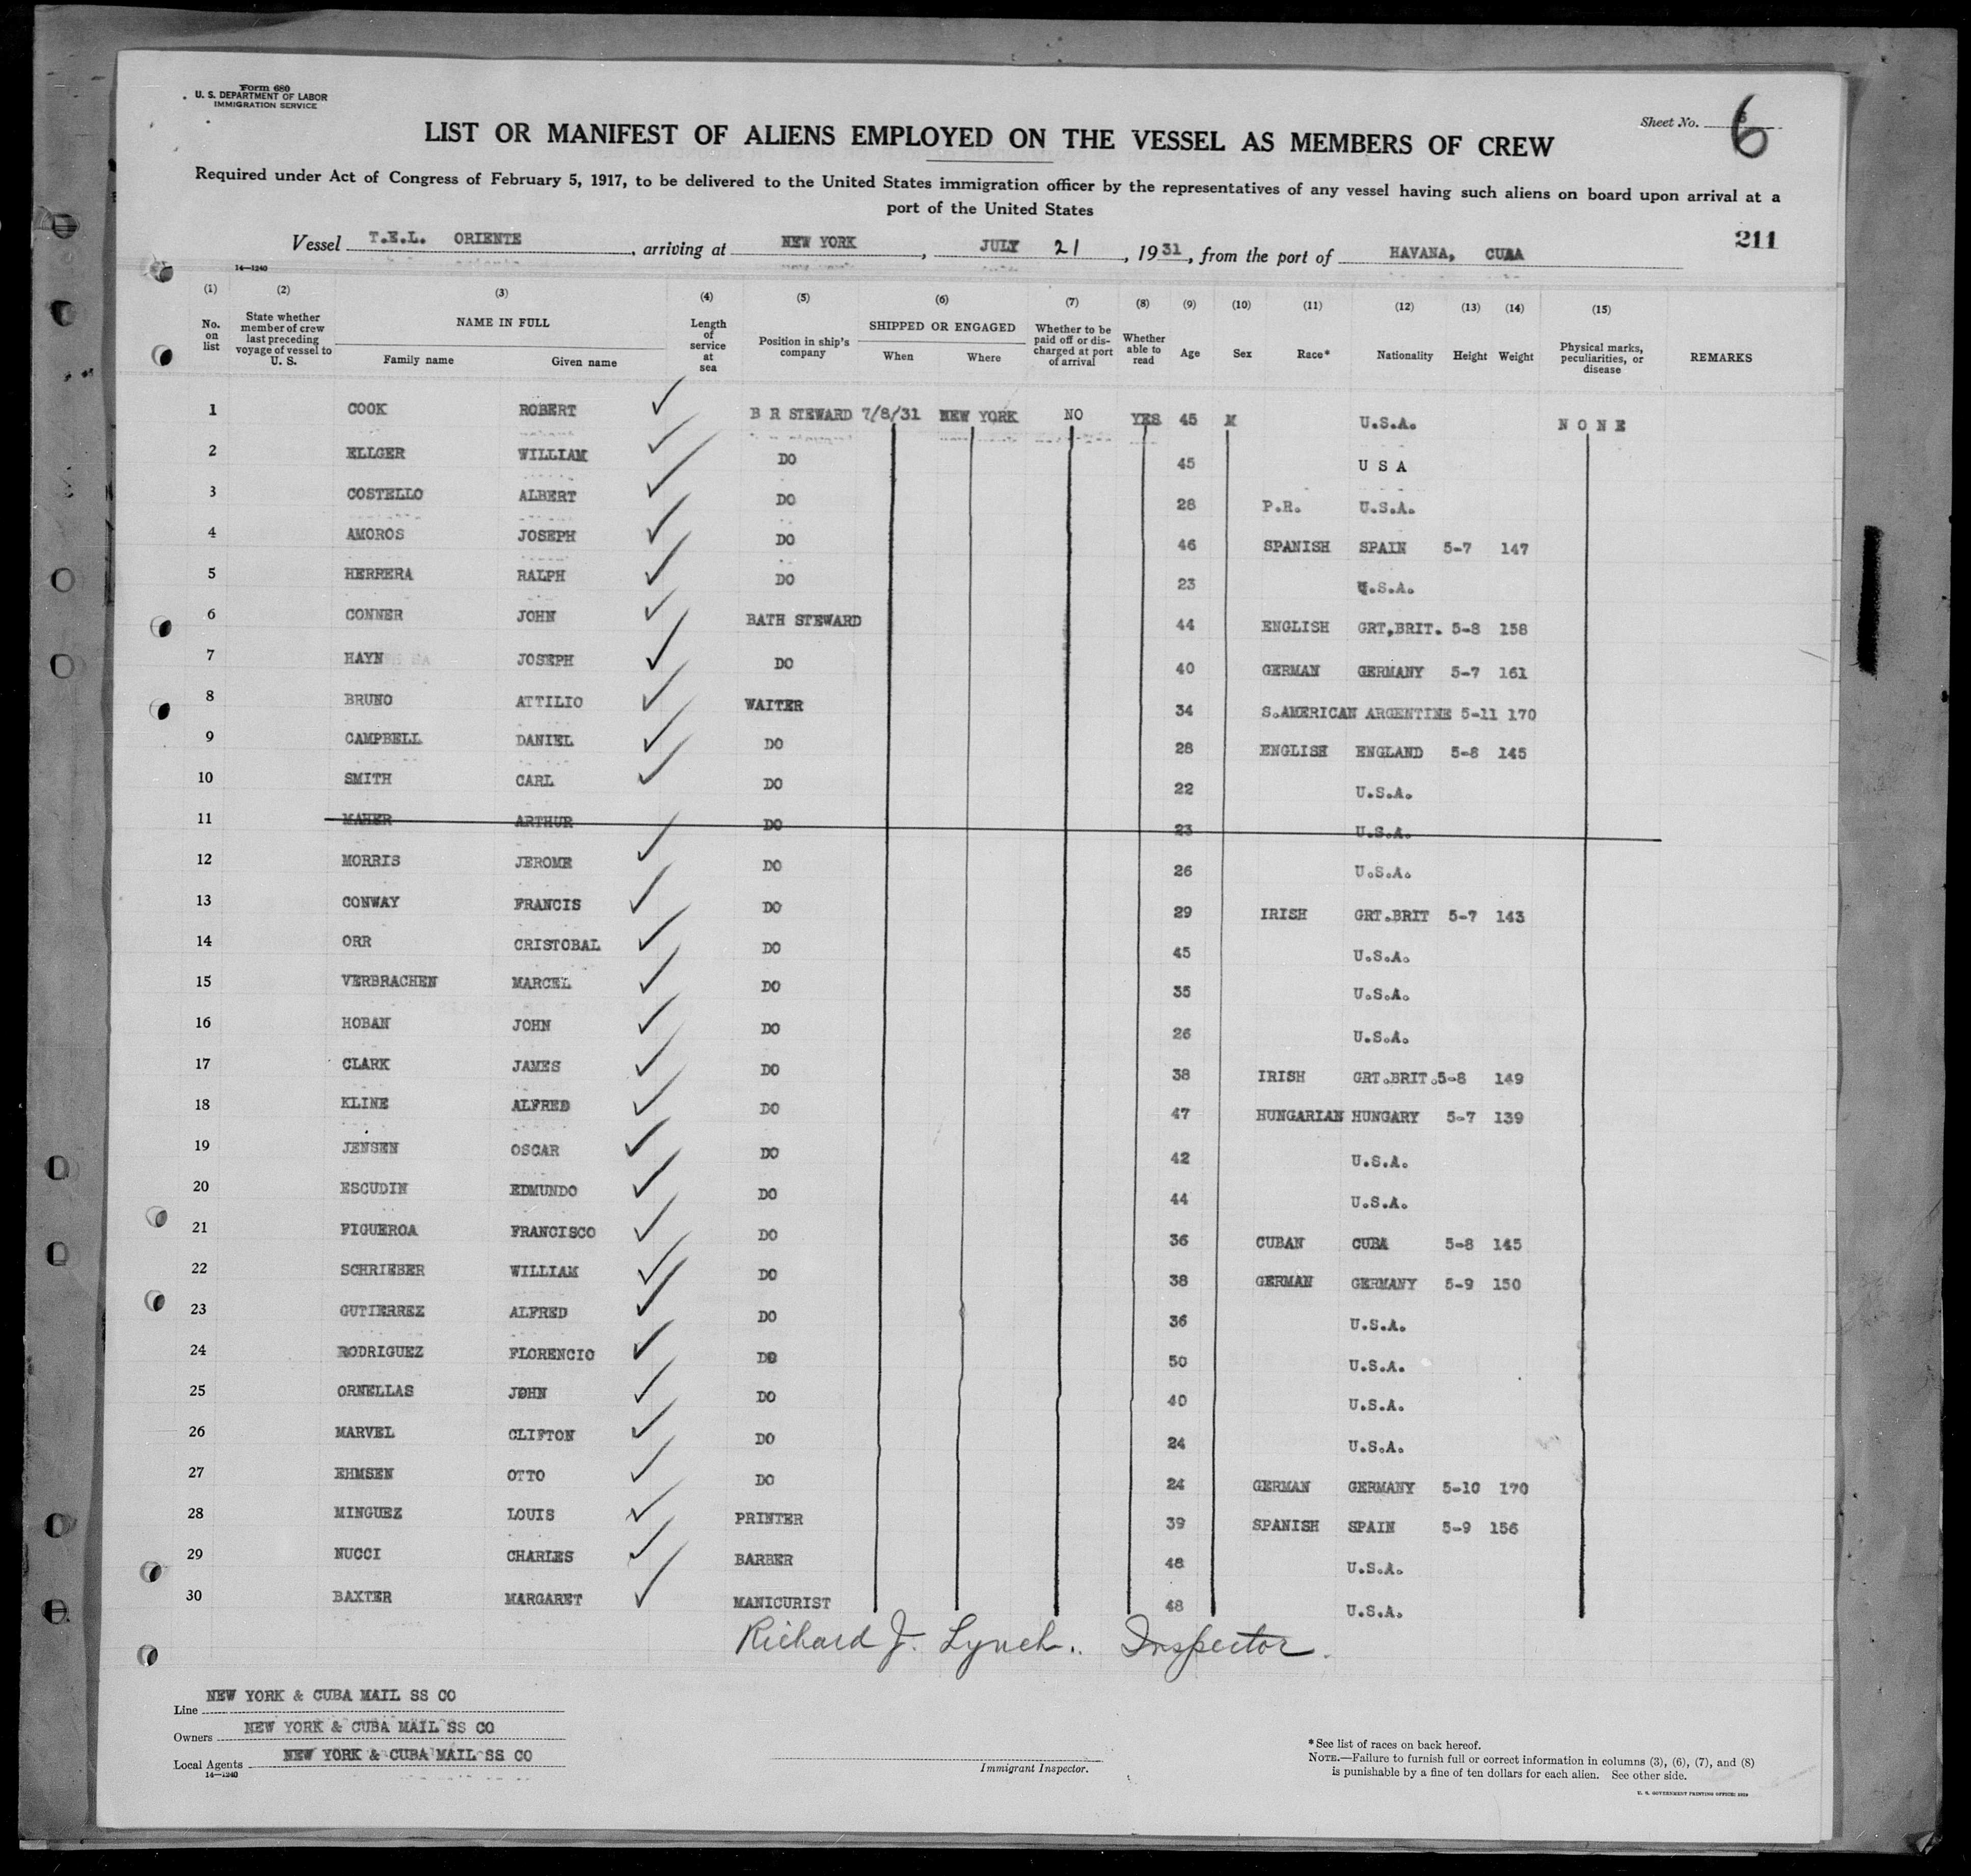 Form 680
U. S. DEPARTMENT OF LABOR
IMMIGRATION SERVICE
Sheet No. 6
LIST OR MANIFEST OF ALIENS EMPLOYED ON THE VESSEL AS MEMBERS OF CREW
Required under Act of Congress of February 5, 1917, to be delivered to the United States immigration officer by the representatives of any vessel having such aliens on board upon arrival at a
port of the United States
211
Vessel T.E.L. ORIENTE, arriving at NEW YORK, JULY 21, 1931, from the port of HAVANA, CUBA
14—1240
(1) (2) (3) (4) (5) (6) (7) (8) (9) (10) (11) (12) (13) (14) (15)
No. on list
State whether member of crew last preceding voyage of vessel to U. S.
NAME IN FULL
Family name Given name
Length of service at sea
Position in ship's company
SHIPPED OR ENGAGED
When Where
Whether to be paid off or discharged at port of arrival
Whether able to read
Age Sex Race* Nationality Height Weight
Physical marks, peculiarities, or disease
REMARKS
1 COOK ROBERT B R STEWARD 7/8/31 NEW YORK NO YES 45 M U.S.A. NONE
2 ELLGER WILLIAM DO 45 U S A
3 COSTELLO ALBERT DO 28 P.R. U.S.A.
4 AMOROS JOSEPH DO 46 SPANISH SPAIN 5-7 147
5 HERRERA RALPH DO 23 U.S.A.
6 CONNER JOHN BATH STEWARD 44 ENGLISH GRT.BRIT. 5-8 158
7 HAYN JOSEPH DO 40 GERMAN GERMANY 5-7 161
8 BRUNO ATTILIO WAITER 34 S.AMERICAN ARGENTINE 5-11 170
9 CAMPBELL DANIEL DO 28 ENGLISH ENGLAND 5-8 145
10 SMITH CARL DO 22 U.S.A.
11 MAHER ARTHUR DO 23 U.S.A.
12 MORRIS JEROME DO 26 U.S.A.
13 CONWAY FRANCIS DO 29 IRISH GRT.BRIT 5-7 143
14 ORR CRISTOBAL DO 45 U.S.A.
15 VERBRACHEN MARCEL DO 35 U.S.A.
16 HOBAN JOHN DO 26 U.S.A.
17 CLARK JAMES DO 38 IRISH GRT.BRIT.5-8 149
18 KLINE ALFRED DO 47 HUNGARIAN HUNGARY 5-7 139
19 JENSEN OSCAR DO 42 U.S.A.
20 ESCUDIN EDMUNDO DO 44 U.S.A.
21 FIGUEROA FRANCISCO DO 36 CUBAN CUBA 5-8 145
22 SCHRIEBER WILLIAM DO 38 GERMAN GERMANY 5-9 150
23 GUTIERREZ ALFRED DO 36 U.S.A.
24 RODRIGUEZ FLORENCIO DO 50 U.S.A.
25 ORNELLAS JOHN DO 40 U.S.A.
26 MARVEL CLIFTON DO 24 U.S.A.
27 EHMSEN OTTO DO 24 GERMAN GERMANY 5-10 170
28 MINGUEZ LOUIS PRINTER 39 SPANISH SPAIN 5-9 156
29 NUCCI CHARLES BARBER 48 U.S.A.
30 BAXTER MARGARET MANICURIST 48 U.S.A.
Richard J. Lynch. Inspector.
Line NEW YORK & CUBA MAIL SS CO
Owners NEW YORK & CUBA MAIL SS CO
Local Agents NEW YORK & CUBA MAIL SS CO
14—1240
Immigrant Inspector.
*See list of races on back hereof.
NOTE.—Failure to furnish full or correct information in columns (3), (6), (7), and (8)
is punishable by a fine of ten dollars for each alien. See other side.
U. S. GOVERNMENT PRINTING OFFICE: 1929